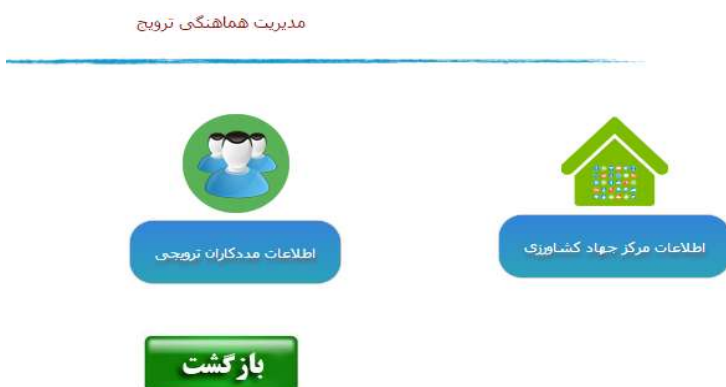 مدیریت هماهنگی ترویج
اطلاعات مرکز جهاد کشاورزی
اطلاعات مددکاران ترویجی
بازگشت